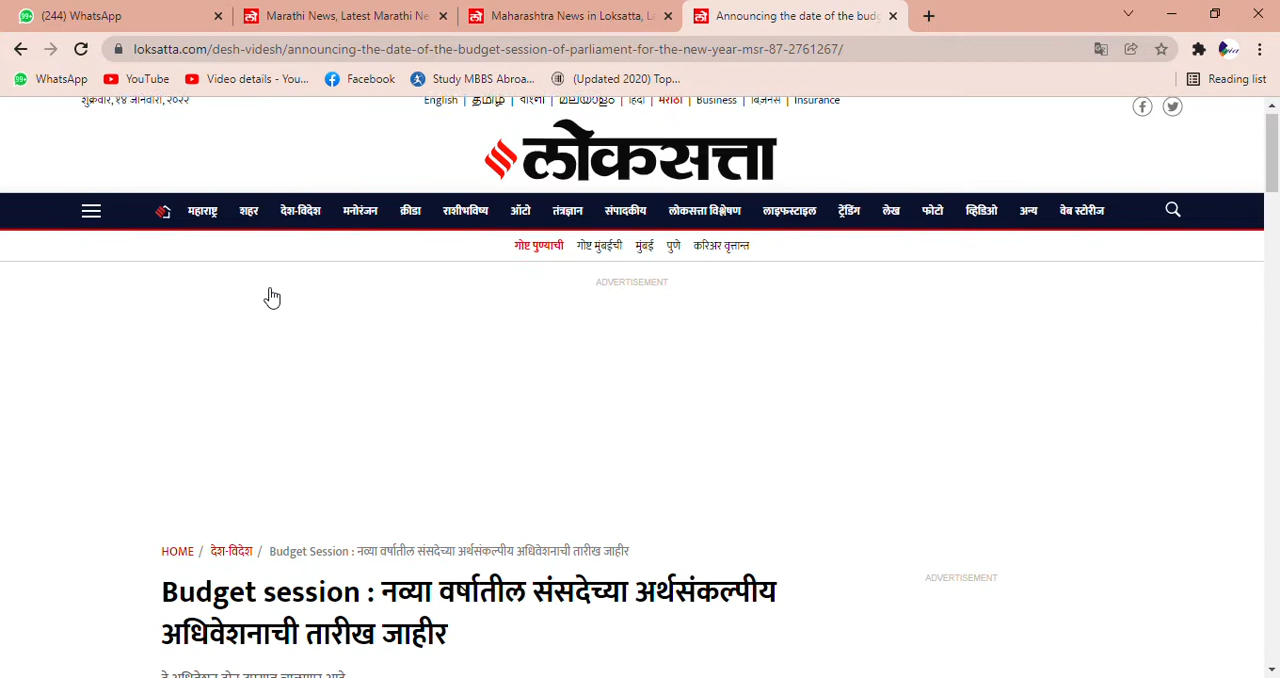 (244) WhatsApp
Marathi News, Latest Marathi Ne
Maharashtra News in Loksatta, L
Announcing the date of the budg
loksatta.com/desh-videsh/announcing-the-date-of-the-budget-session-of-parliament-for-the-new-year-msr-87-2761267/
99+ WhatsApp YouTube Video details - You... Facebook Study MBBS Abroa... (Updated 2020) Top... Reading list
शुक्रवार, १४ जानेवारी, २०२२ English | தமிழ் | বাংলা | മലയാളം | हिंदी | मराठी | Business | बिज़नेस | Insurance
लोकसत्ता
महाराष्ट्र शहर देश-विदेश मनोरंजन क्रीडा राशीभविष्य ऑटो तंत्रज्ञान संपादकीय लोकसत्ता विश्लेषण लाइफस्टाइल ट्रेंडिंग लेख फोटो व्हिडिओ अन्य वेब स्टोरीज
गोष्ट पुण्याची गोष्ट मुंबईची मुंबई पुणे करिअर वृत्तान्त
ADVERTISEMENT
HOME / देश-विदेश / Budget Session : नव्या वर्षातील संसदेच्या अर्थसंकल्पीय अधिवेशनाची तारीख जाहीर
Budget session : नव्या वर्षातील संसदेच्या अर्थसंकल्पीय
अधिवेशनाची तारीख जाहीर
ADVERTISEMENT